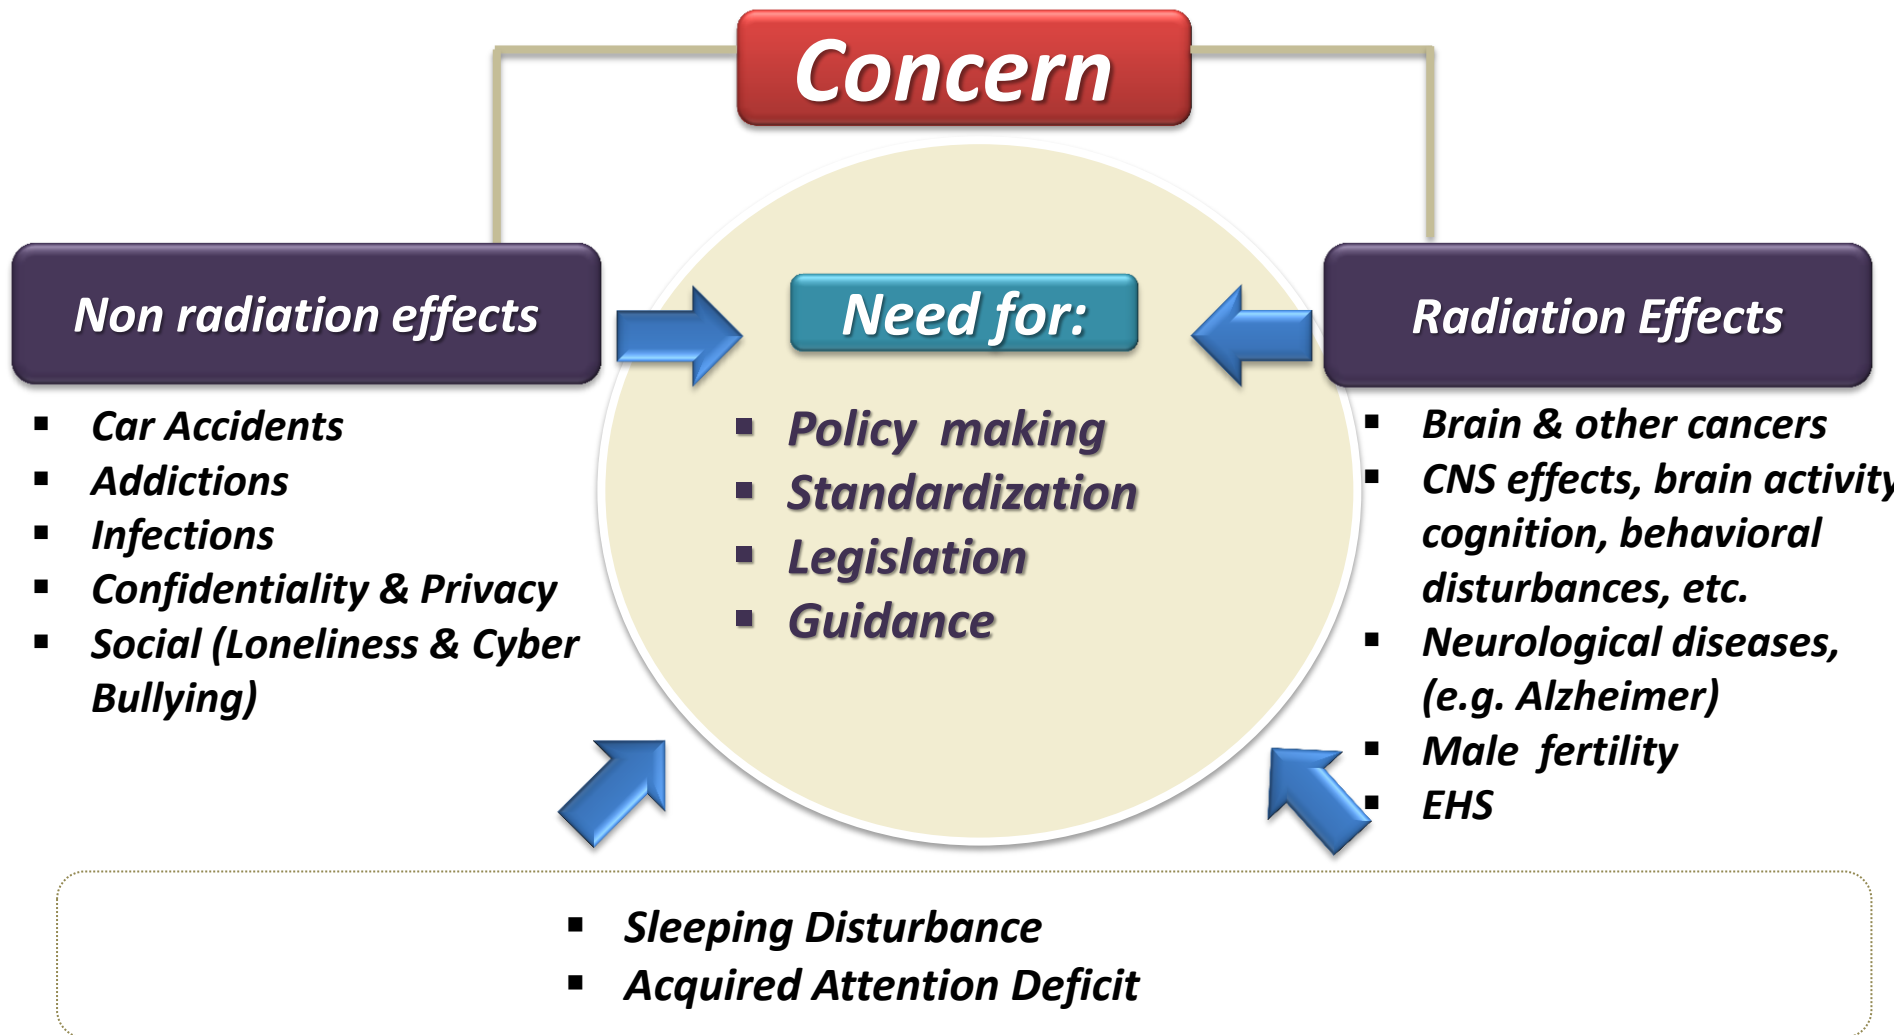 Concern
Non radiation effects
▪ Car Accidents
▪ Addictions
▪ Infections
▪ Confidentiality & Privacy
▪ Social (Loneliness & Cyber
Bullying)
Need for:
▪ Policy making
▪ Standardization
▪ Legislation
▪ Guidance
Radiation Effects
▪ Brain & other cancers
▪ CNS effects, brain activity
cognition, behavioral
disturbances, etc.
▪ Neurological diseases,
(e.g. Alzheimer)
▪ Male fertility
▪ EHS
▪ Sleeping Disturbance
▪ Acquired Attention Deficit